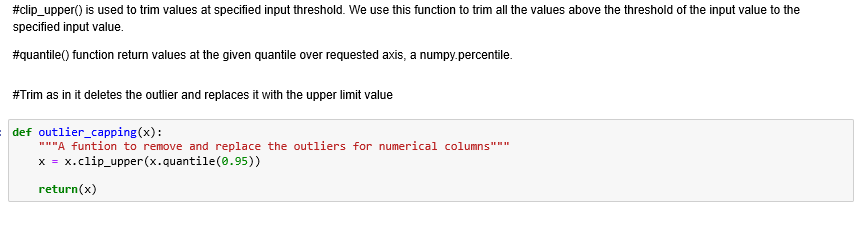 #clip_upper() is used to trim values at specified input threshold. We use this function to trim all the values above the threshold of the input value to the
specified input value.
#quantile() function return values at the given quantile over requested axis, a numpy.percentile.
#Trim as in it deletes the outlier and replaces it with the upper limit value
def outlier_capping(x):
    """A funtion to remove and replace the outliers for numerical columns"""
    x = x.clip_upper(x.quantile(0.95))
    return(x)